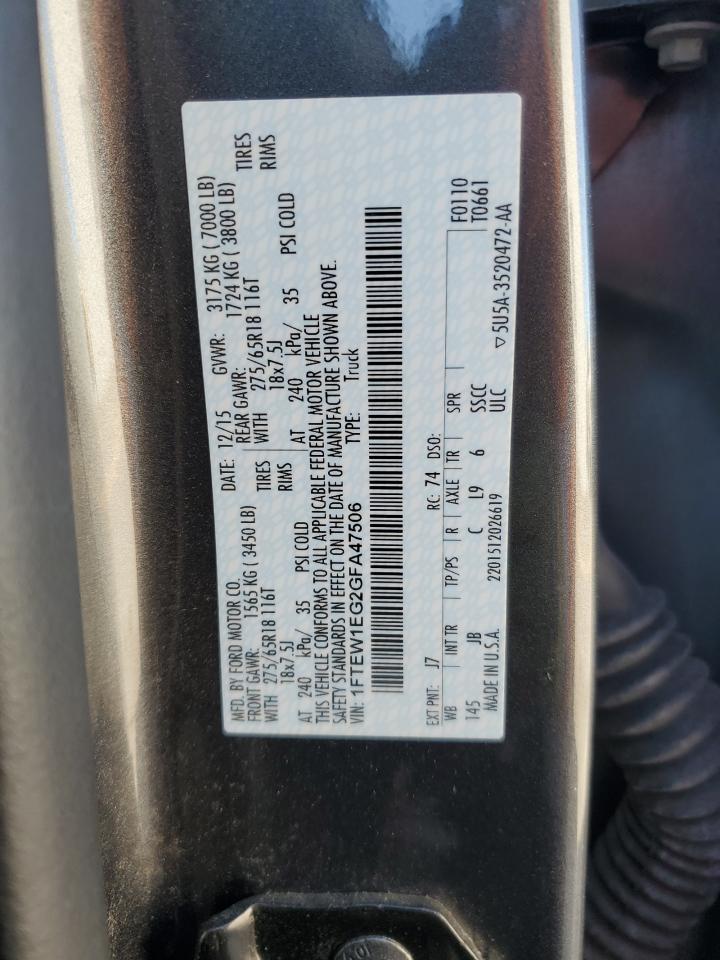 MFD. BY FORD MOTOR CO.
DATE: 12/15 GVWR: 3175 KG ( 7000 LB)
FRONT GAWR: 1565 KG ( 3450 LB) REAR GAWR: 1724 KG ( 3800 LB)
WITH 275/65R18 116T TIRES WITH 275/65R18 116T TIRES
18x7.5J RIMS 18x7.5J RIMS
AT 240 kPa/ 35 PSI COLD AT 240 kPa/ 35 PSI COLD
THIS VEHICLE CONFORMS TO ALL APPLICABLE FEDERAL MOTOR VEHICLE
SAFETY STANDARDS IN EFFECT ON THE DATE OF MANUFACTURE SHOWN ABOVE.
VIN: 1FTEW1EG2GFA47506 TYPE: Truck
EXT PNT: J7 RC: 74 DSO: F0110
WB INT TR TP/PS R AXLE TR SPR T0661
145 JB C L9 6 SSCC
MADE IN U.S.A. 2201512026619 ULC ▽5U5A-3520472-AA